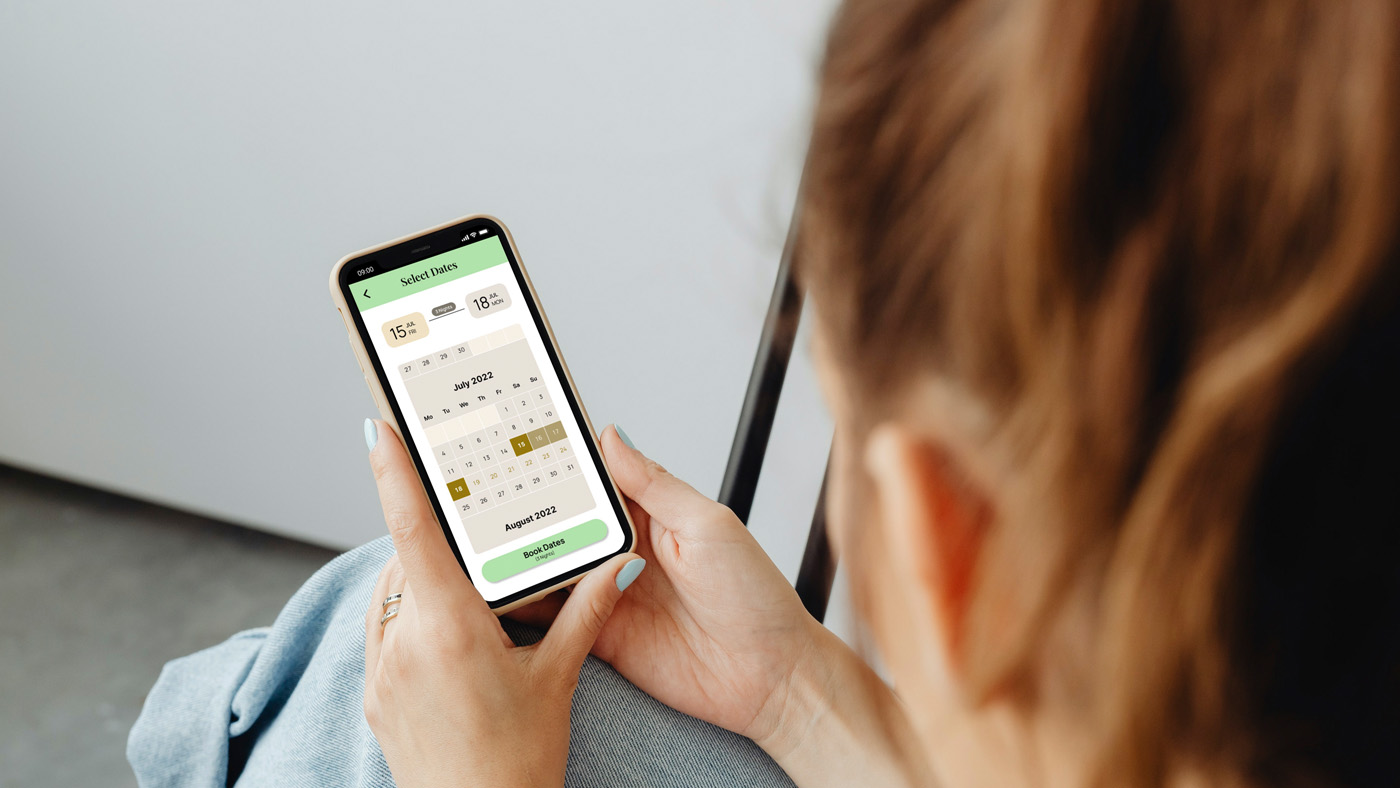 09:00
Select Dates
15 JUL FRI
3 Nights
18 JUL MON
27 28 29 30
July 2022
Mo Tu We Th Fr Sa Su
1 2 3
4 5 6 7 8 9 10
11 12 13 14 15 16 17
18 19 20 21 22 23 24
25 26 27 28 29 30 31
August 2022
Book Dates
(3 Nights)